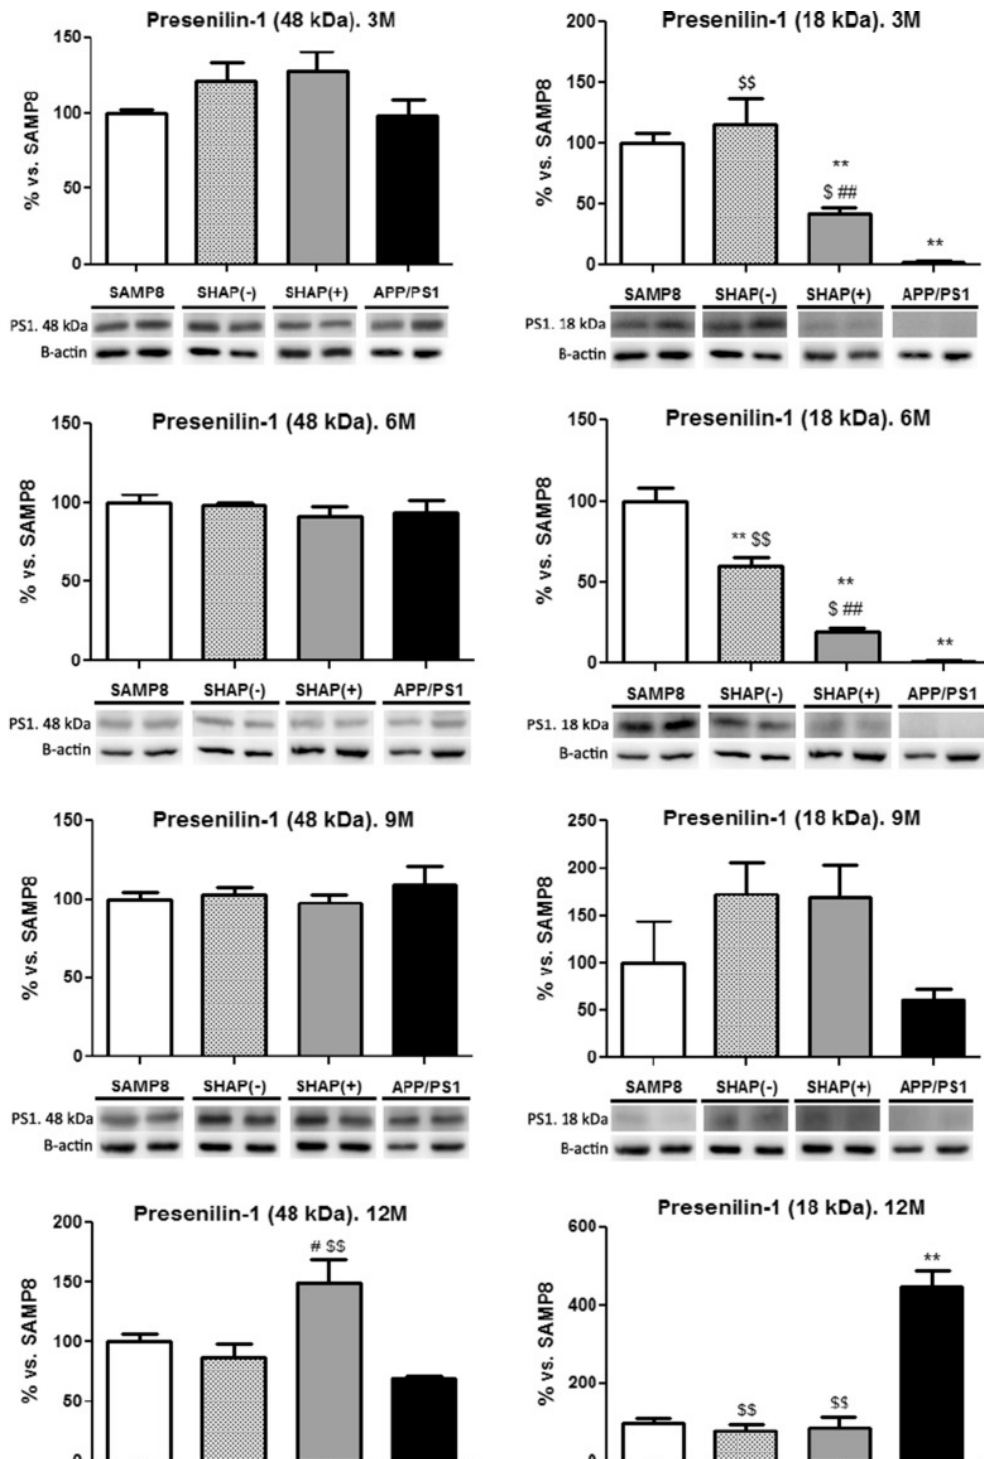 Presenilin-1 (48 kDa). 3M
% vs. SAMP8
150
100
50
0
SAMP8 SHAP(-) SHAP(+) APP/PS1
PS1. 48 kDa
B-actin
Presenilin-1 (18 kDa). 3M
% vs. SAMP8
200
150
100
50
0
$$
**
$ ##
**
SAMP8 SHAP(-) SHAP(+) APP/PS1
PS1. 18 kDa
B-actin
Presenilin-1 (48 kDa). 6M
% vs. SAMP8
150
100
50
0
SAMP8 SHAP(-) SHAP(+) APP/PS1
PS1. 48 kDa
B-actin
Presenilin-1 (18 kDa). 6M
% vs. SAMP8
150
100
50
0
** $$
**
$ ##
**
SAMP8 SHAP(-) SHAP(+) APP/PS1
PS1. 18 kDa
B-actin
Presenilin-1 (48 kDa). 9M
% vs. SAMP8
150
100
50
0
SAMP8 SHAP(-) SHAP(+) APP/PS1
PS1. 48 kDa
B-actin
Presenilin-1 (18 kDa). 9M
% vs. SAMP8
250
200
150
100
50
0
SAMP8 SHAP(-) SHAP(+) APP/PS1
PS1. 18 kDa
B-actin
Presenilin-1 (48 kDa). 12M
% vs. SAMP8
200
150
100
50
# $$
Presenilin-1 (18 kDa). 12M
% vs. SAMP8
600
400
200
$$
$$
**